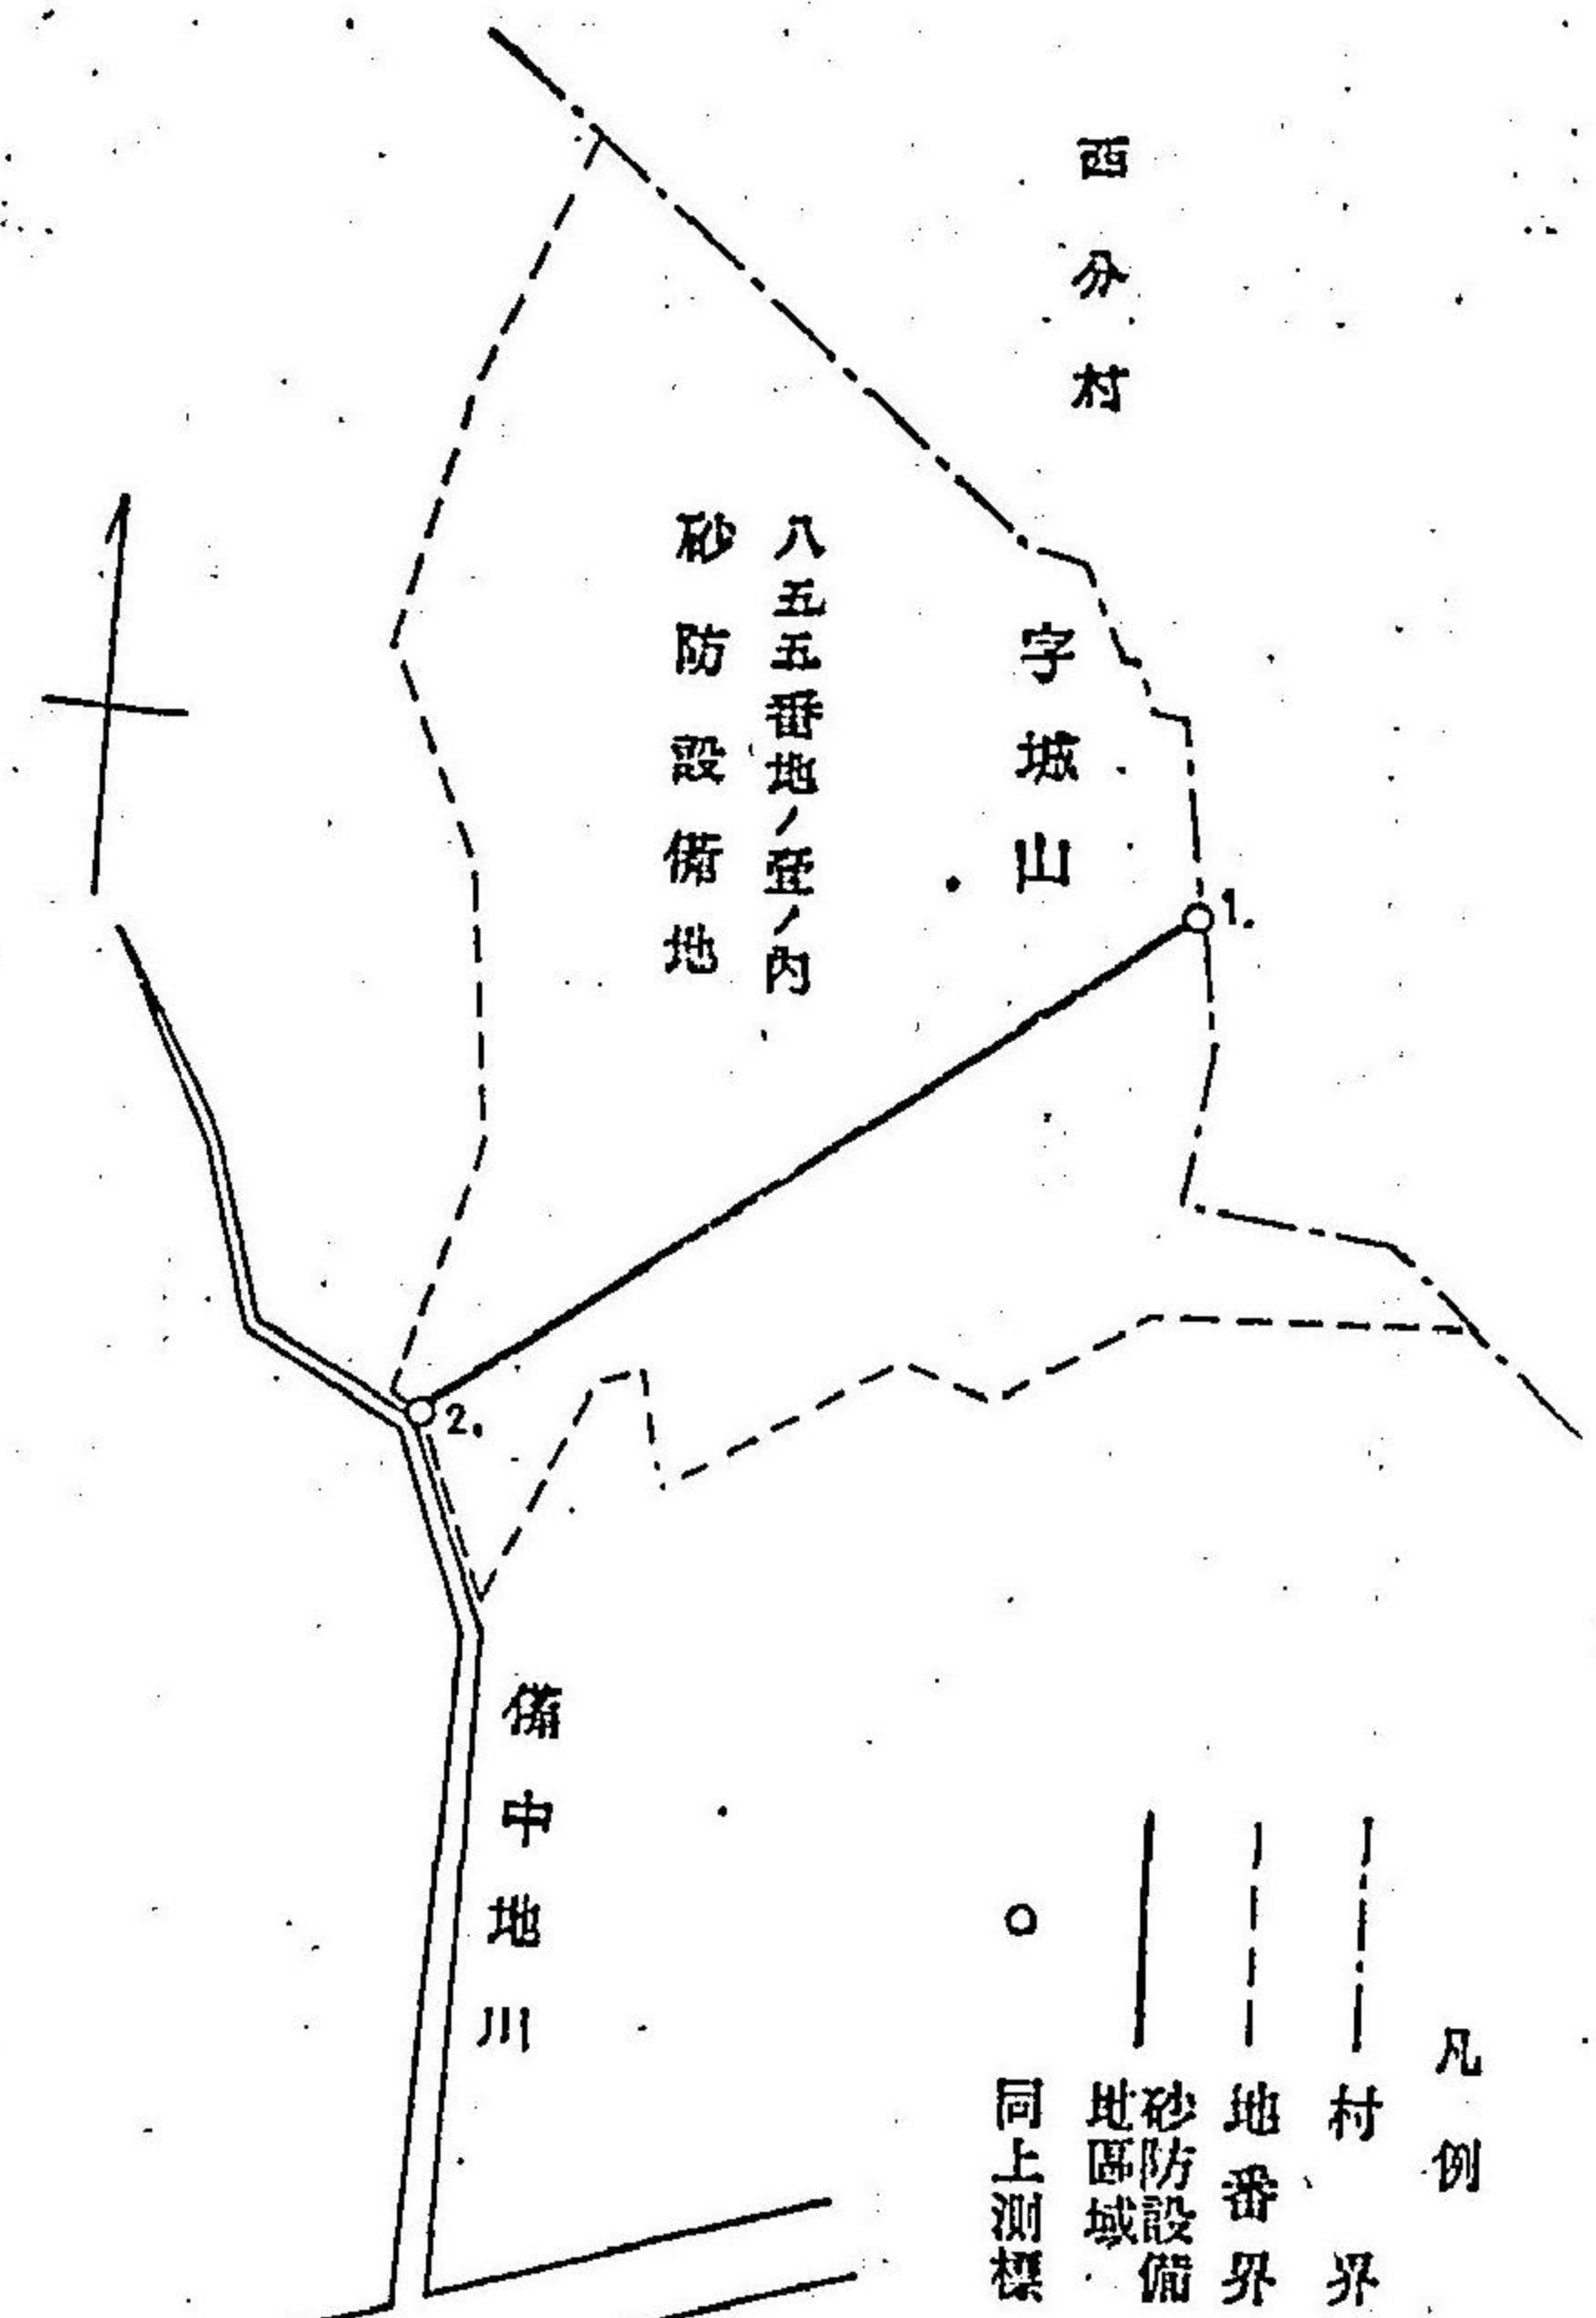 西分村
字城山
八五五番地ノ壹ノ內
砂防設備地
1.
2.
備中地川
凡例
村界
地番界
砂防設備
地區域
同上測標